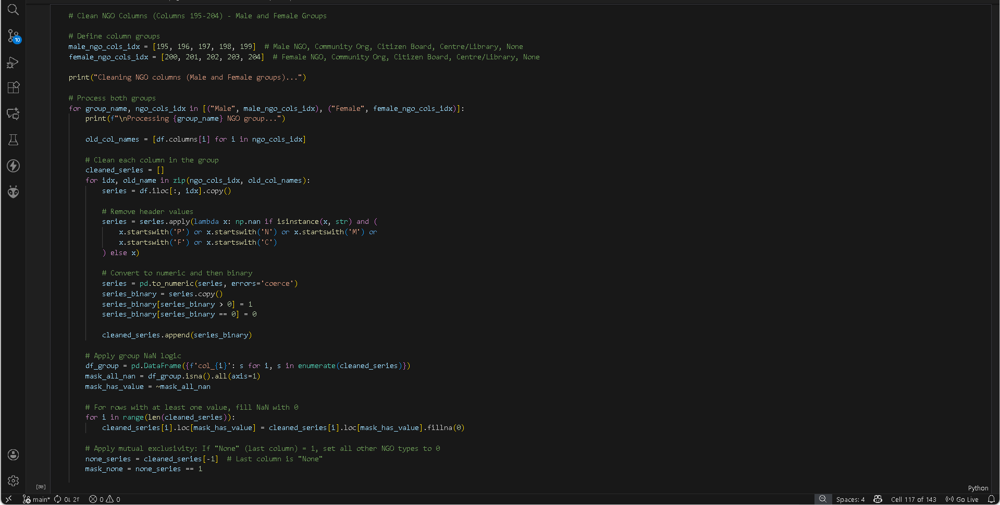 # Clean NGO Columns (Columns 195-204) - Male and Female Groups
# Define column groups
male_ngo_cols_idx = [195, 196, 197, 198, 199]  # Male NGO, Community Org, Citizen Board, Centre/Library, None
female_ngo_cols_idx = [200, 201, 202, 203, 204]  # Female NGO, Community Org, Citizen Board, Centre/Library, None
print("Cleaning NGO columns (Male and Female groups)...")
# Process both groups
for group_name, ngo_cols_idx in [("Male", male_ngo_cols_idx), ("Female", female_ngo_cols_idx)]:
    print(f"\nProcessing {group_name} NGO group...")
    old_col_names = [df.columns[i] for i in ngo_cols_idx]
    # Clean each column in the group
    cleaned_series = []
    for idx, old_name in zip(ngo_cols_idx, old_col_names):
        series = df.iloc[:, idx].copy()
        # Remove header values
        series = series.apply(lambda x: np.nan if isinstance(x, str) and (
            x.startswith('P') or x.startswith('N') or x.startswith('M') or
            x.startswith('F') or x.startswith('C')
        ) else x)
        # Convert to numeric and then binary
        series = pd.to_numeric(series, errors='coerce')
        series_binary = series.copy()
        series_binary[series_binary > 0] = 1
        series_binary[series_binary == 0] = 0
        cleaned_series.append(series_binary)
    # Apply group NaN logic
    df_group = pd.DataFrame({f'col_{i}': s for i, s in enumerate(cleaned_series)})
    mask_all_nan = df_group.isna().all(axis=1)
    mask_has_value = ~mask_all_nan
    # For rows with at least one value, fill NaN with 0
    for i in range(len(cleaned_series)):
        cleaned_series[i].loc[mask_has_value] = cleaned_series[i].loc[mask_has_value].fillna(0)
    # Apply mutual exclusivity: If "None" (last column) = 1, set all other NGO types to 0
    none_series = cleaned_series[-1]  # Last column is "None"
    mask_none = none_series == 1
10
[80]
Python
main* 0↓ 2↑ 0 0 Spaces: 4 Cell 117 of 143 Go Live